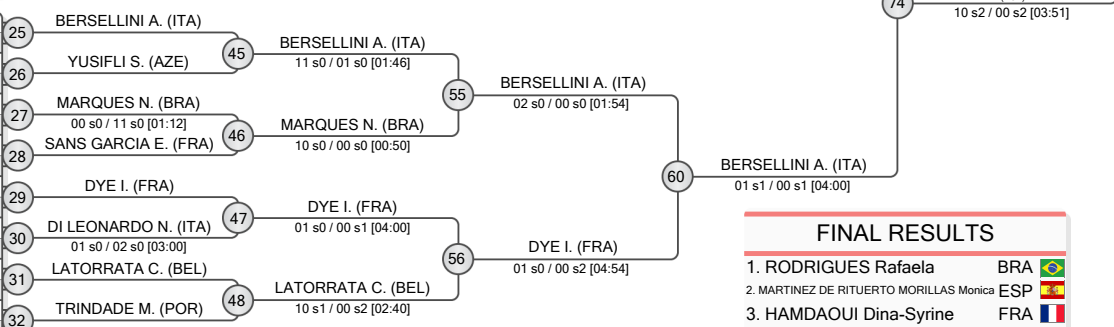 74
10 s2 / 00 s2 [03:51]
25
BERSELLINI A. (ITA)
26
YUSIFLI S. (AZE)
45
BERSELLINI A. (ITA)
11 s0 / 01 s0 [01:46]
27
MARQUES N. (BRA)
00 s0 / 11 s0 [01:12]
28
SANS GARCIA E. (FRA)
46
MARQUES N. (BRA)
10 s0 / 00 s0 [00:50]
55
BERSELLINI A. (ITA)
02 s0 / 00 s0 [01:54]
29
DYE I. (FRA)
30
DI LEONARDO N. (ITA)
01 s0 / 02 s0 [03:00]
47
DYE I. (FRA)
01 s0 / 00 s1 [04:00]
31
LATORRATA C. (BEL)
32
TRINDADE M. (POR)
48
LATORRATA C. (BEL)
10 s1 / 00 s2 [02:40]
56
DYE I. (FRA)
01 s0 / 00 s2 [04:54]
60
BERSELLINI A. (ITA)
01 s1 / 00 s1 [04:00]
FINAL RESULTS
1. RODRIGUES Rafaela BRA
2. MARTINEZ DE RITUERTO MORILLAS Monica ESP
3. HAMDAOUI Dina-Syrine FRA